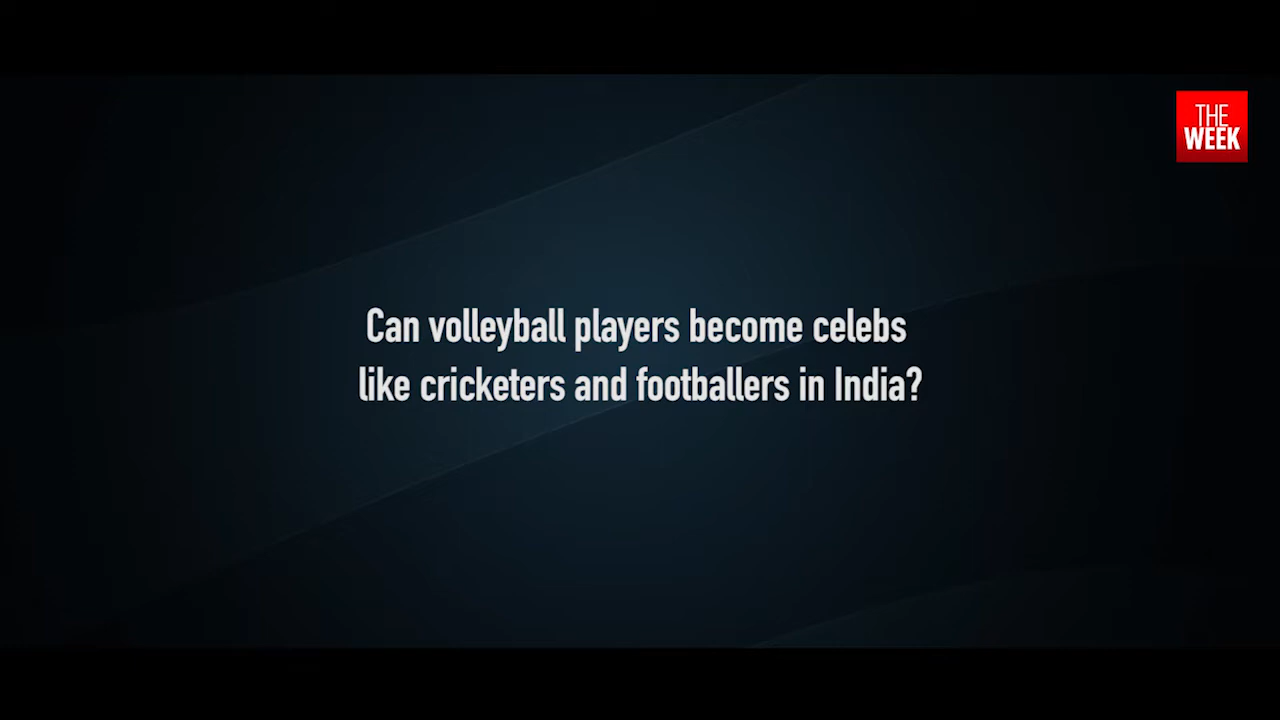 THE
WEEK
Can volleyball players become celebs
like cricketers and footballers in India?